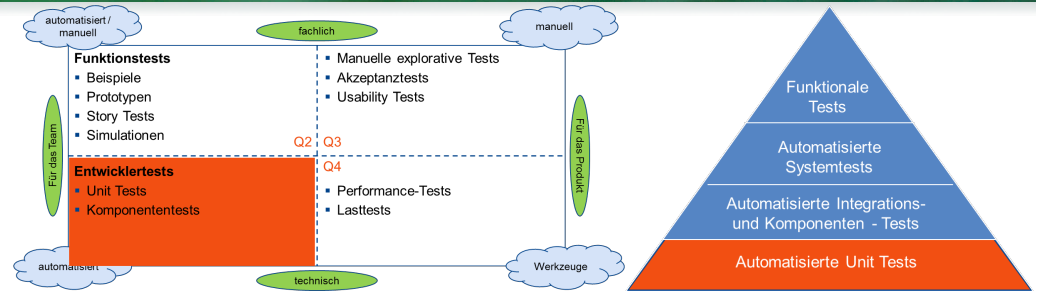 automatisiert /
manuell
fachlich
manuell
Funktionstests
▪ Beispiele
▪ Prototypen
▪ Story Tests
▪ Simulationen
▪ Manuelle explorative Tests
▪ Akzeptanztests
▪ Usability Tests
Für das Team
Für das Produkt
Q2
Q3
Q4
Entwicklertests
▪ Unit Tests
▪ Komponententests
▪ Performance-Tests
▪ Lasttests
automatisiert
technisch
Werkzeuge
Funktionale
Tests
Automatisierte
Systemtests
Automatisierte Integrations-
und Komponenten - Tests
Automatisierte Unit Tests